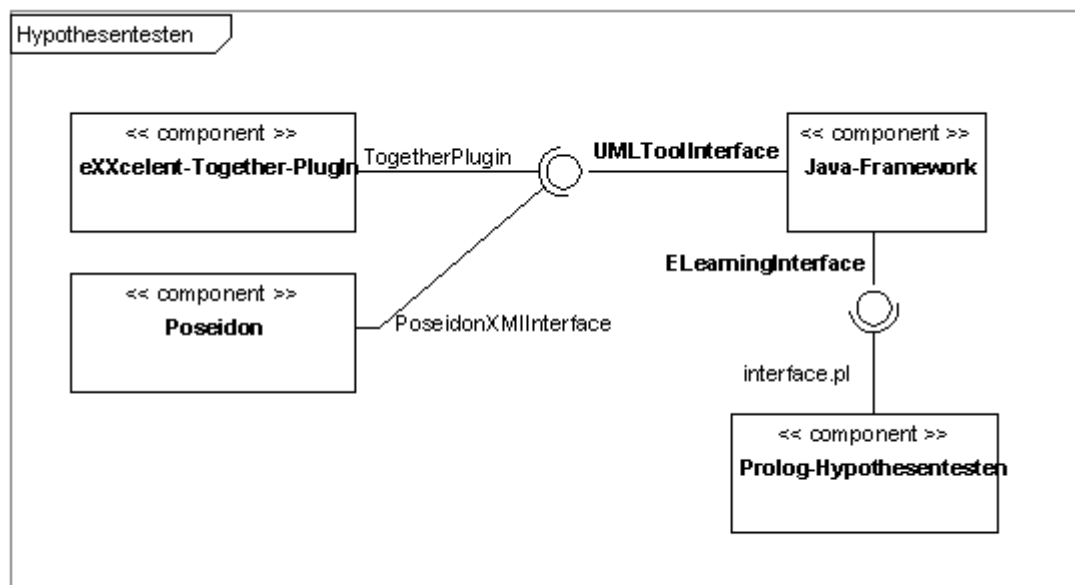 Hypothesentesten
<< component >>
eXXcelent-Together-PlugIn
TogetherPlugin
UMLToolInterface
<< component >>
Java-Framework
ELearningInterface
<< component >>
Poseidon
PoseidonXMIInterface
interface.pl
<< component >>
Prolog-Hypothesentesten